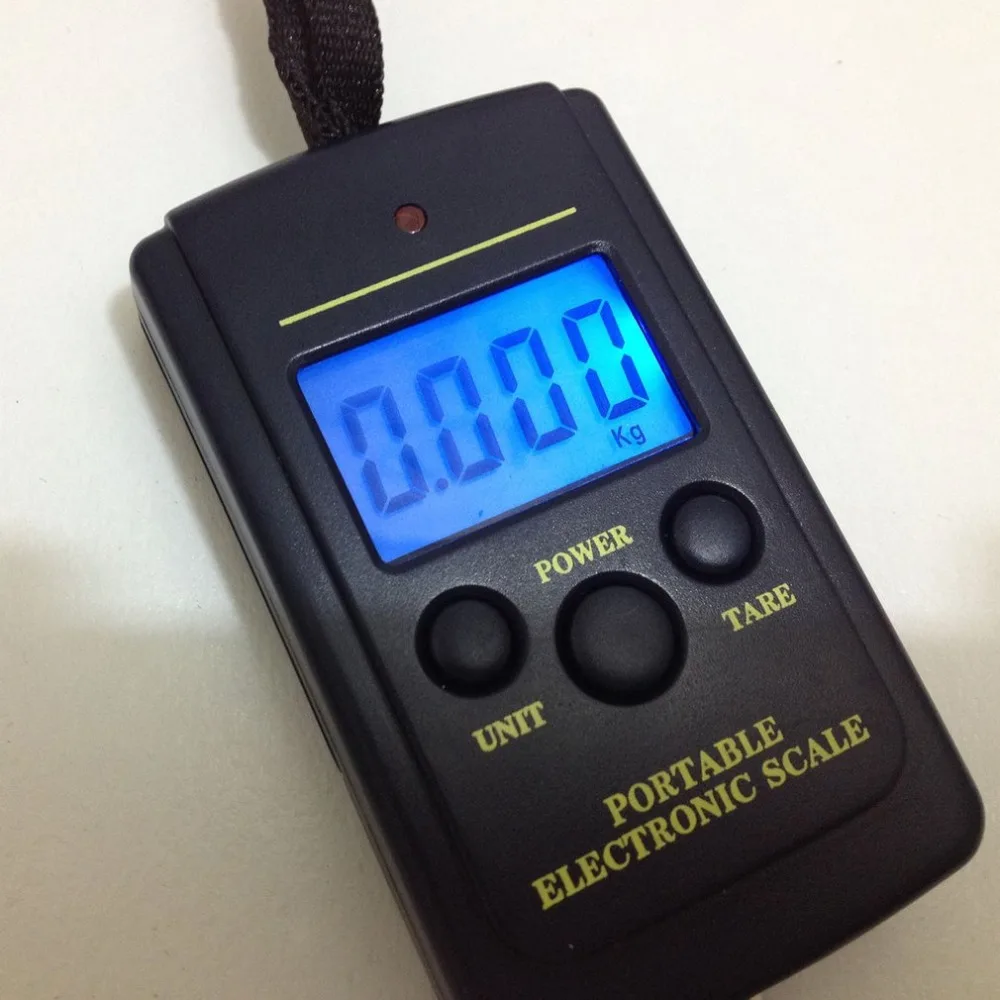 0.000
Kg
POWER
TARE
UNIT
PORTABLE
ELECTRONIC SCALE